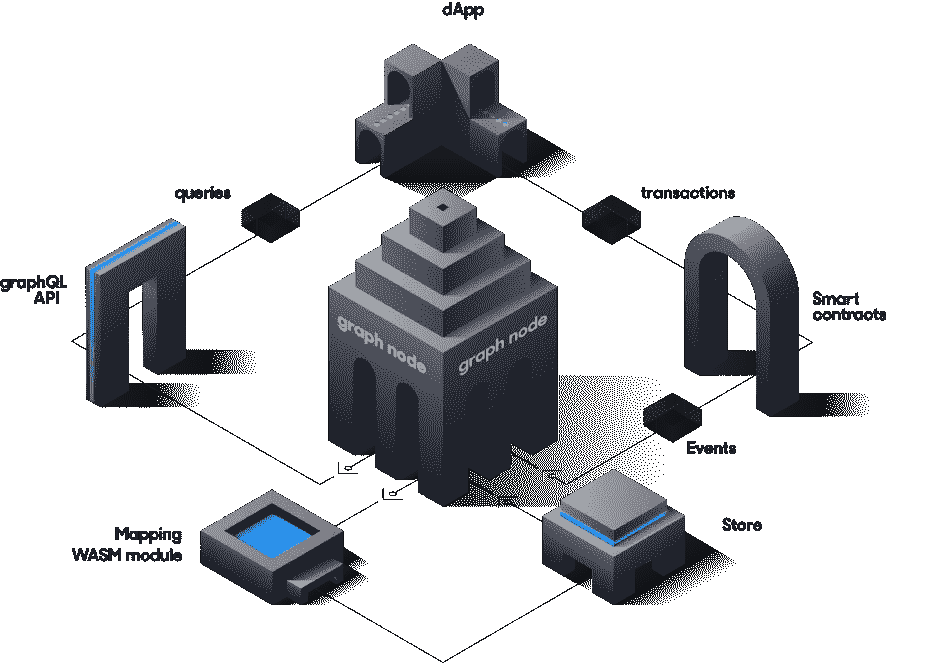 dApp
queries
transactions
graphQL
API
Smart
contracts
graph node
graph node
Events
Mapping
WASM module
Store